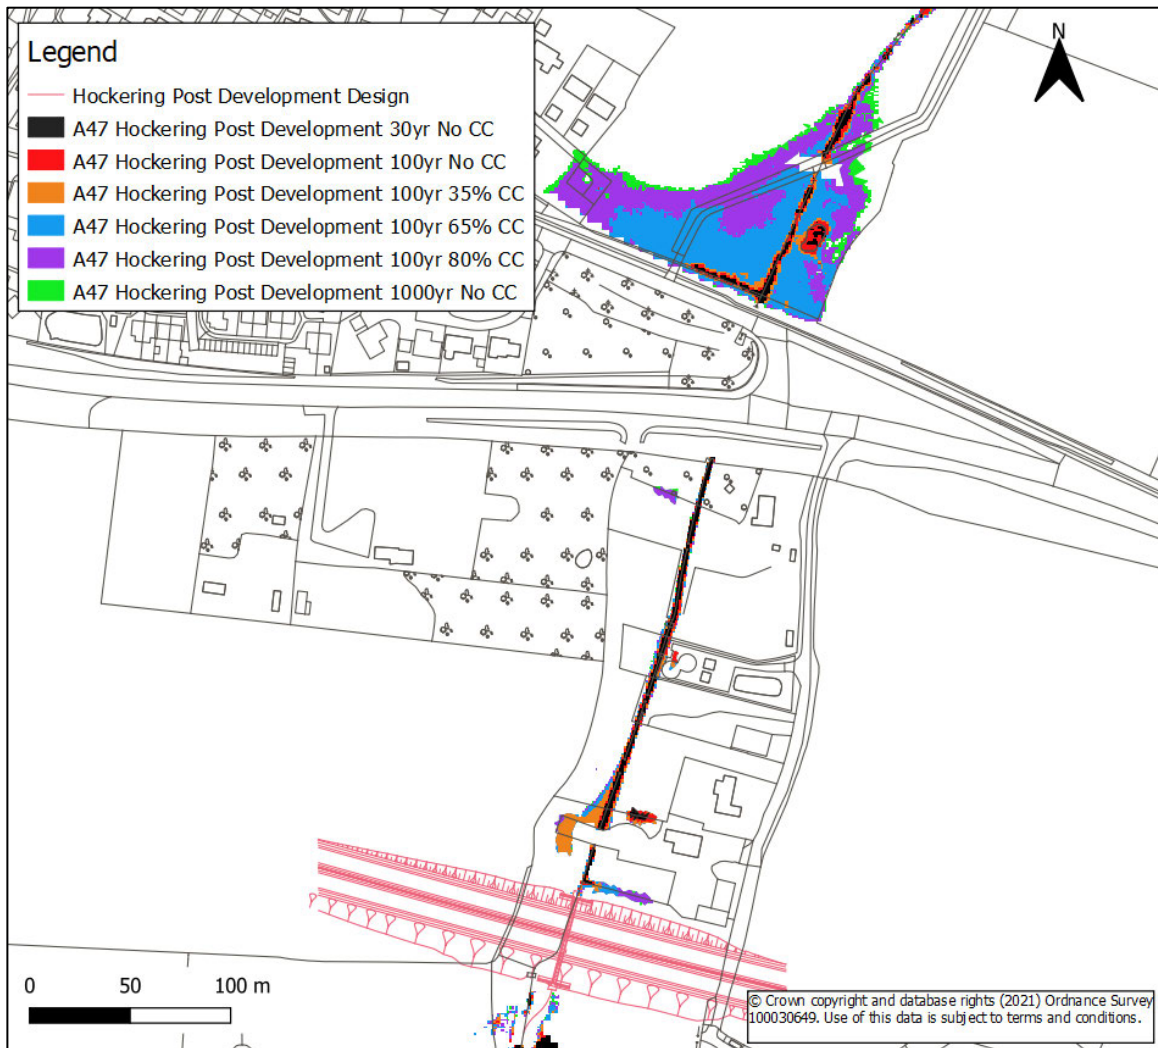 Legend
Hockering Post Development Design
A47 Hockering Post Development 30yr No CC
A47 Hockering Post Development 100yr No CC
A47 Hockering Post Development 100yr 35% CC
A47 Hockering Post Development 100yr 65% CC
A47 Hockering Post Development 100yr 80% CC
A47 Hockering Post Development 1000yr No CC
N
0 50 100 m
© Crown copyright and database rights (2021) Ordnance Survey
100030649. Use of this data is subject to terms and conditions.